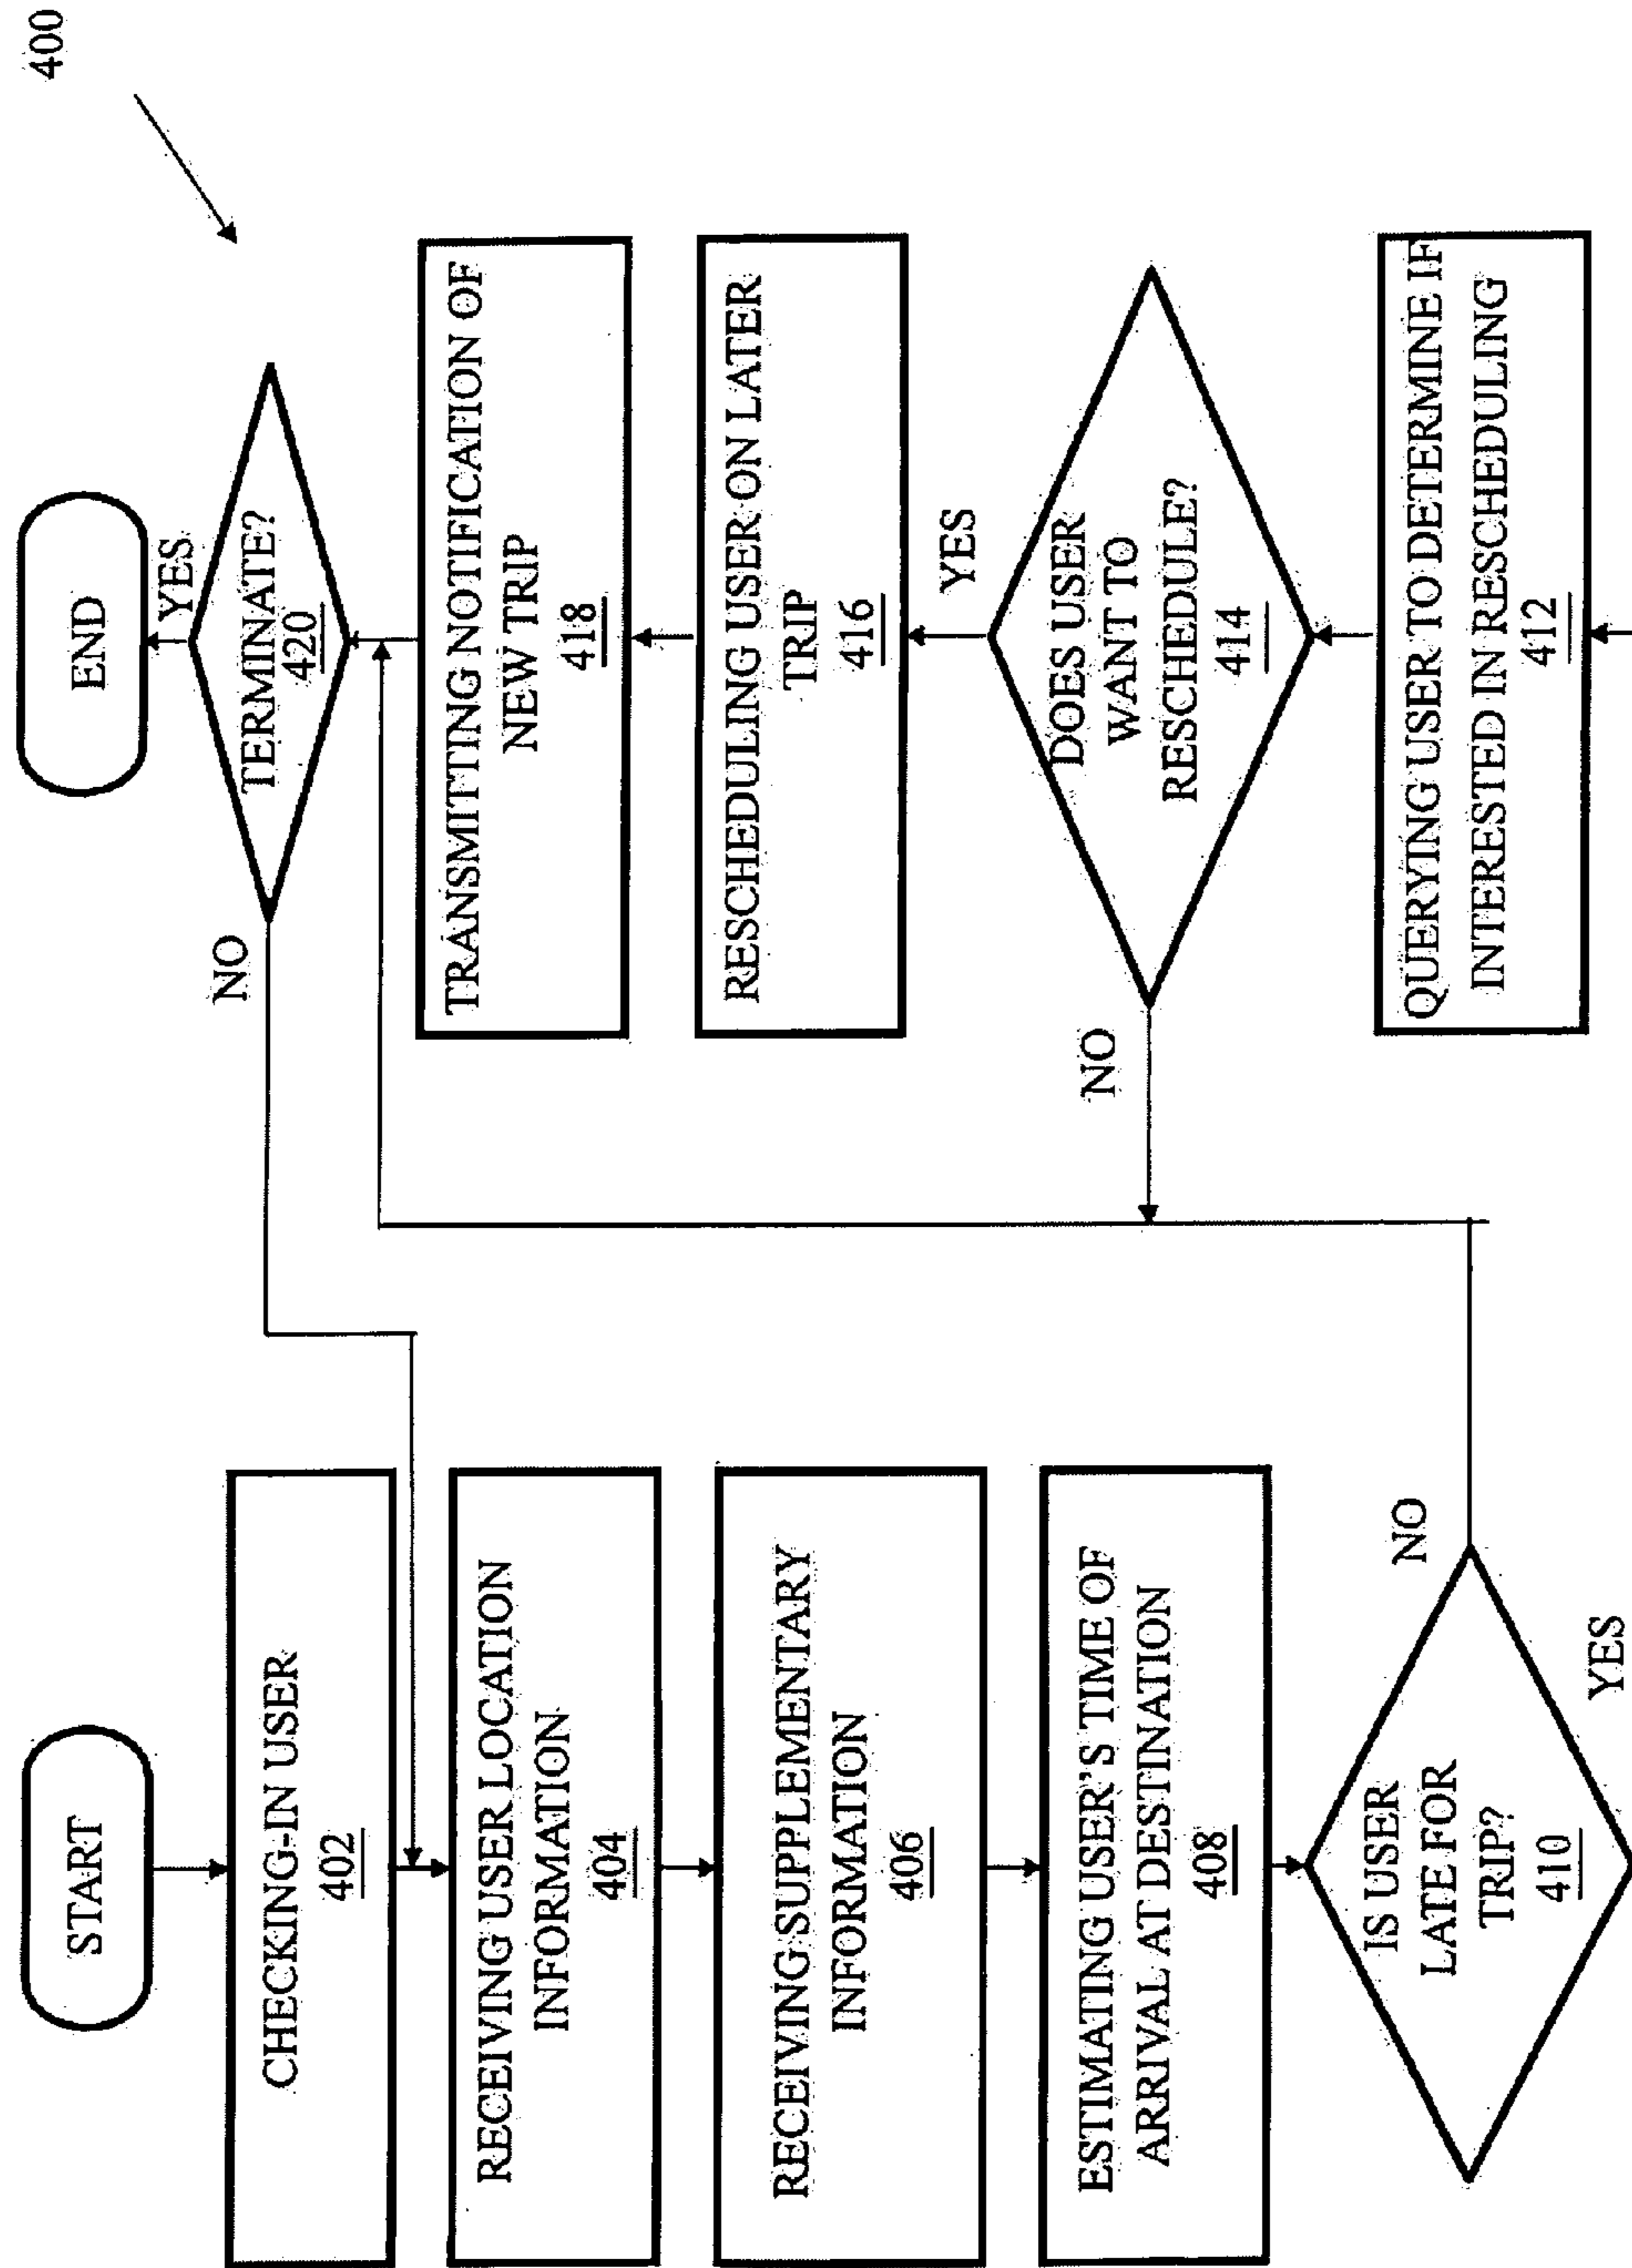 400
START
CHECKING-IN USER
402
RECEIVING USER LOCATION
INFORMATION
404
RECEIVING SUPPLEMENTARY
INFORMATION
406
ESTIMATING USER'S TIME OF
ARRIVAL AT DESTINATION
408
IS USER
LATE FOR
TRIP?
410
NO
YES
END
YES
TERMINATE?
420
NO
TRANSMITTING NOTIFICATION OF
NEW TRIP
418
RESCHEDULING USER ON LATER
TRIP
416
YES
DOES USER
WANT TO
RESCHEDULE?
414
NO
QUERYING USER TO DETERMINE IF
INTERESTED IN RESCHEDULING
412